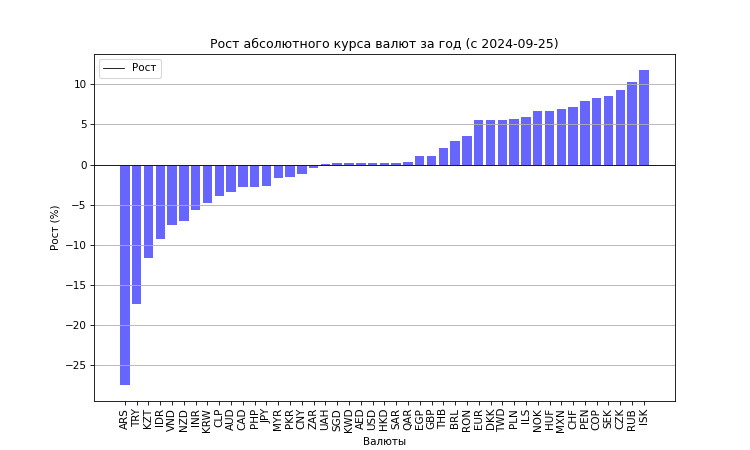 Рост абсолютного курса валют за год (с 2024-09-25)
Рост
Рост (%)
10
5
0
−5
−10
−15
−20
−25
ARS TRY KZT IDR VND NZD INR KRW CLP AUD CAD PHP JPY MYR PKR CNY ZAR UAH SGD KWD AED USD HKD SAR QAR EGP GBP THB BRL RON EUR DKK TWD PLN ILS NOK HUF MXN CHF PEN COP SEK CZK RUB ISK
Валюты